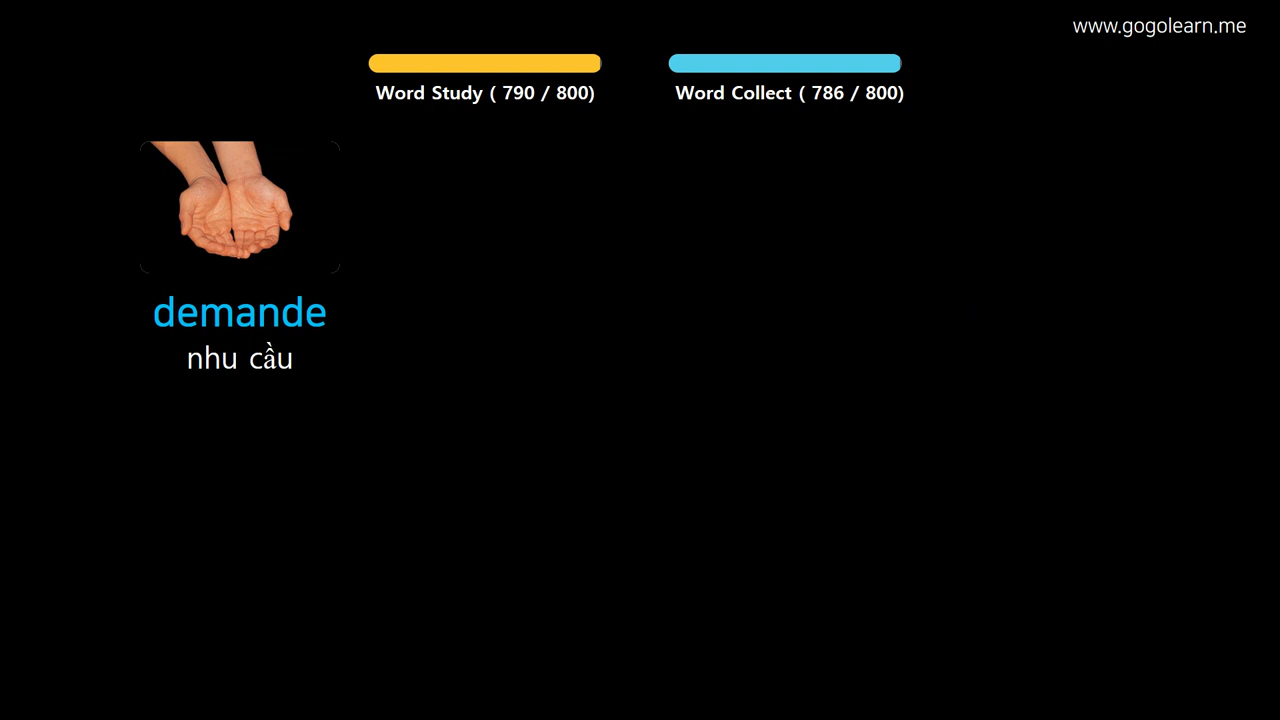 www.gogolearn.me
Word Study ( 790 / 800)
Word Collect ( 786 / 800)
demande
nhu cầu